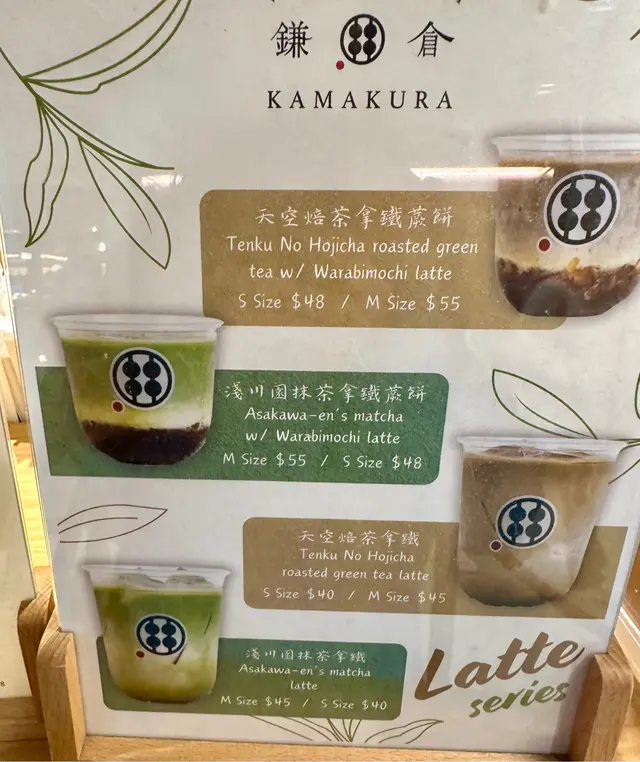 鎌 倉
KAMAKURA
天空焙茶拿鐵蕨餅
Tenku No Hojicha roasted green
tea w/ Warabimochi latte
S Size $48 / M Size $55
淺川園抹茶拿鐵蕨餅
Asakawa-en's matcha
w/ Warabimochi latte
M Size $55 / S Size $48
天空焙茶拿鐵
Tenku No Hojicha
roasted green tea latte
S Size $40 / M Size $45
淺川園抹茶拿鐵
Asakawa-en's matcha
latte
M Size $45 / S Size $40
Latte
series